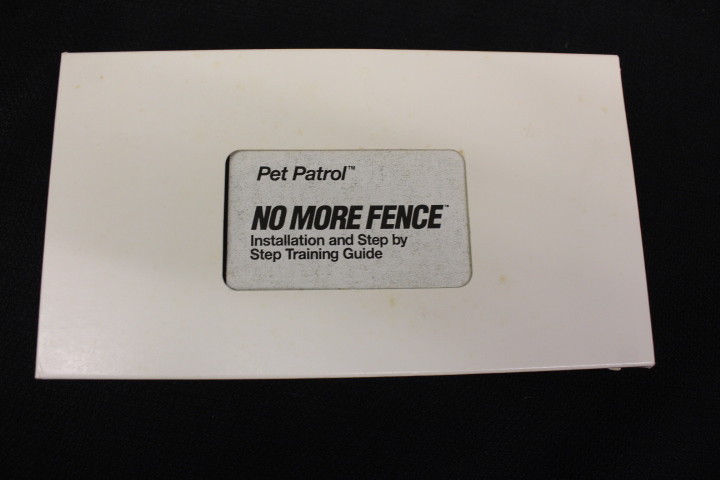 Pet Patrol™
NO MORE FENCE™
Installation and Step by
Step Training Guide